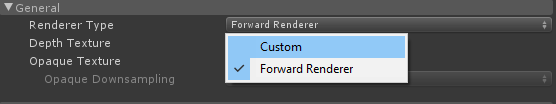 General
Renderer Type Forward Renderer
Depth Texture Custom
Opaque Texture Forward Renderer
Opaque Downsampling